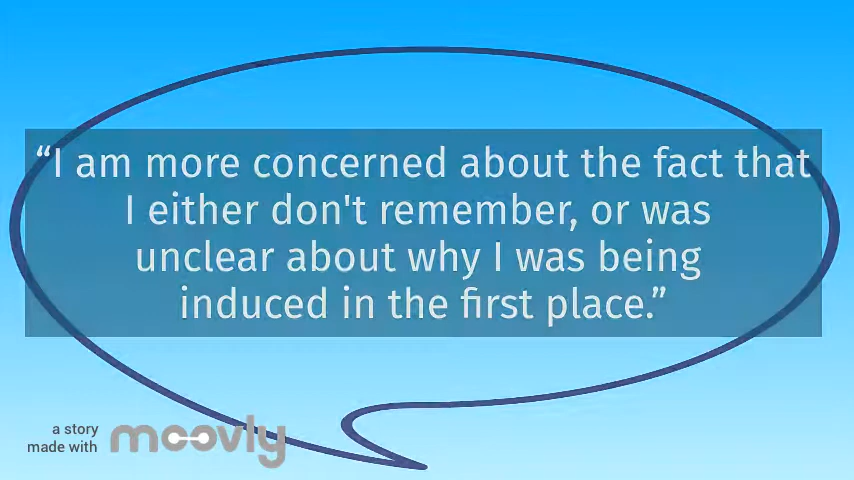 “I am more concerned about the fact that
I either don't remember, or was
unclear about why I was being
induced in the first place.”
a story
made with moovly